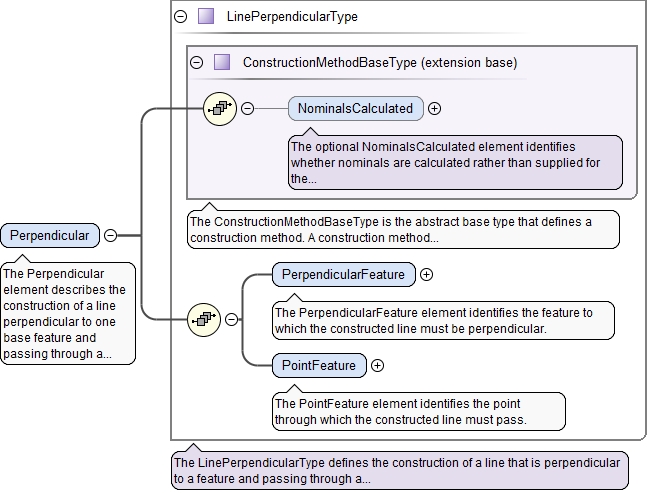 LinePerpendicularType
ConstructionMethodBaseType (extension base)
NominalsCalculated
The optional NominalsCalculated element identifies
whether nominals are calculated rather than supplied for
the...
The ConstructionMethodBaseType is the abstract base type that defines a
construction method. A construction method...
Perpendicular
The Perpendicular
element describes the
construction of a line
perpendicular to one
base feature and
passing through a...
PerpendicularFeature
The PerpendicularFeature element identifies the feature to
which the constructed line must be perpendicular.
PointFeature
The PointFeature element identifies the point
through which the constructed line must pass.
The LinePerpendicularType defines the construction of a line that is perpendicular
to a feature and passing through a...